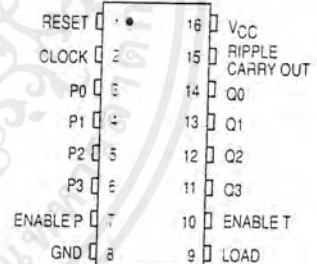 RESET 1 16 VCC
CLOCK 2 15 RIPPLE CARRY OUT
P0 3 14 Q0
P1 4 13 Q1
P2 5 12 Q2
P3 6 11 Q3
ENABLE P 7 10 ENABLE T
GND 8 9 LOAD